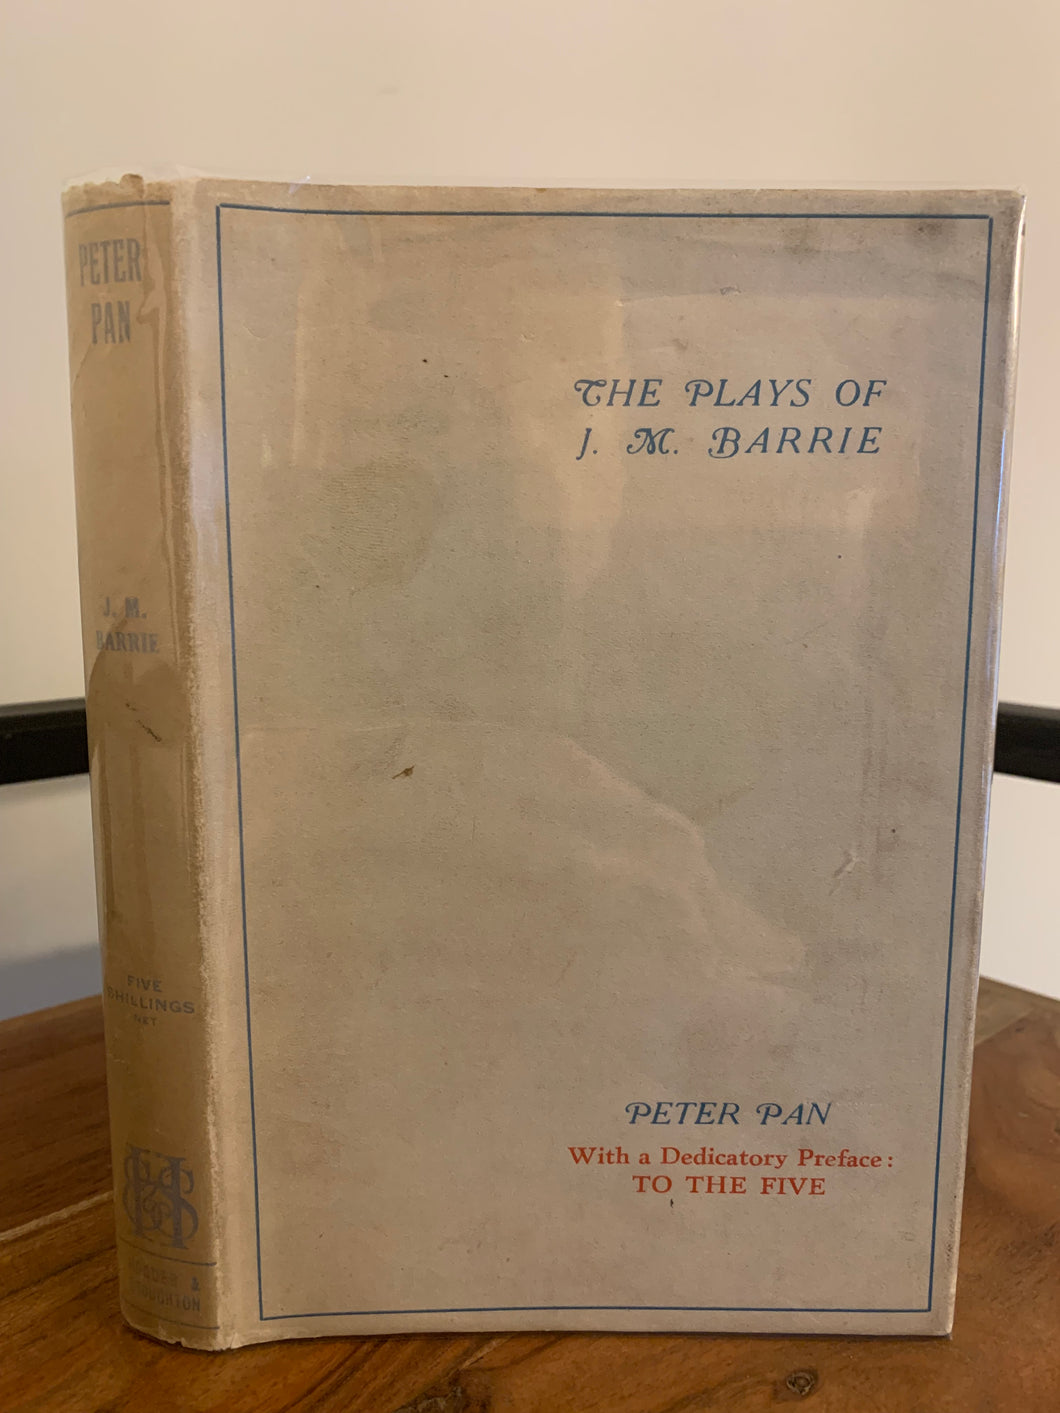 PETER
PAN
J. M.
BARRIE
FIVE
SHILLINGS
NET
H&S
HODDER &
STOUGHTON
THE PLAYS OF
J. M. BARRIE
PETER PAN
With a Dedicatory Preface:
TO THE FIVE